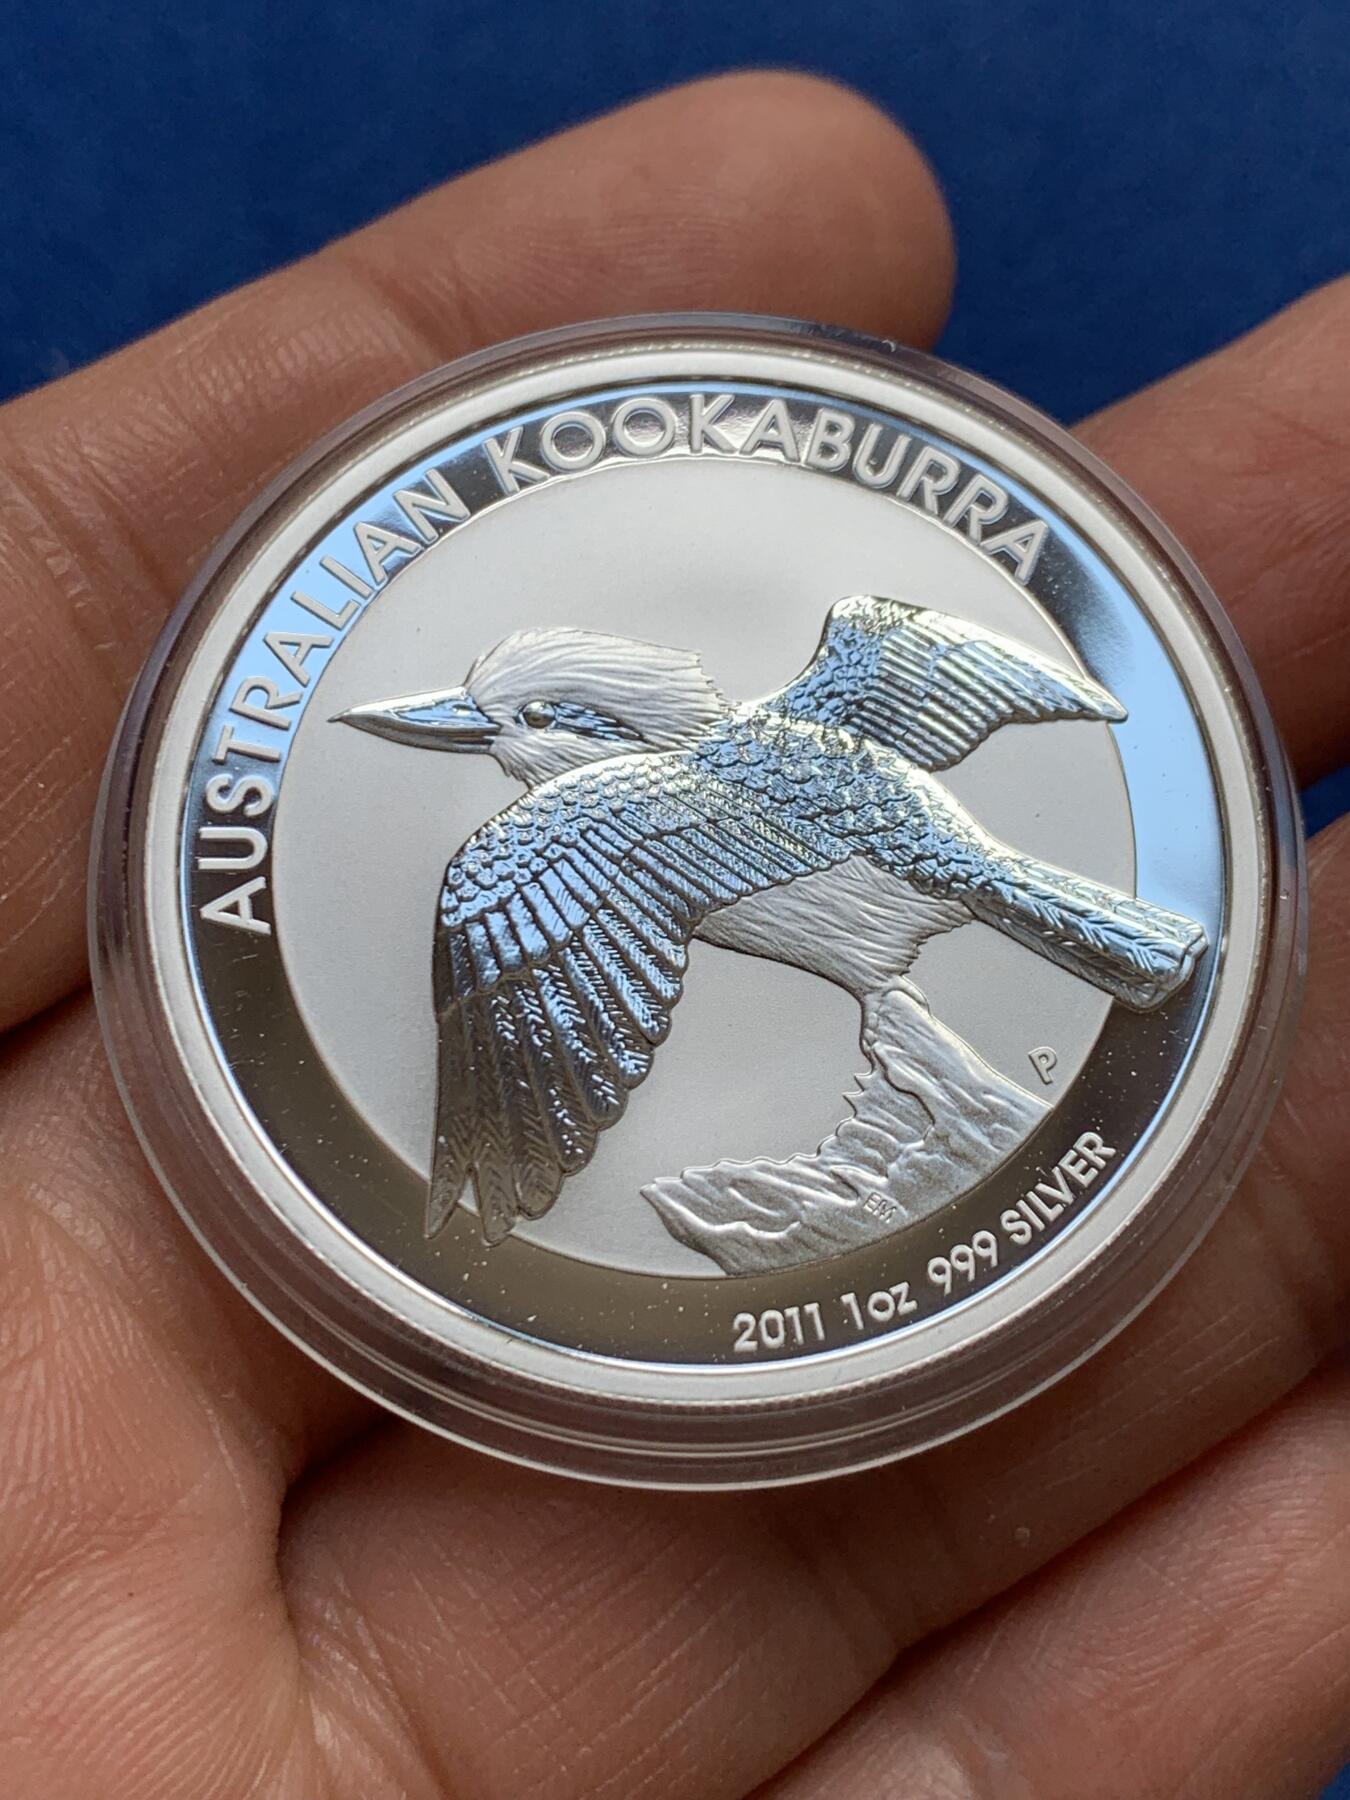 AUSTRALIAN KOOKABURRA
P
EM
2011 1oz 999 SILVER